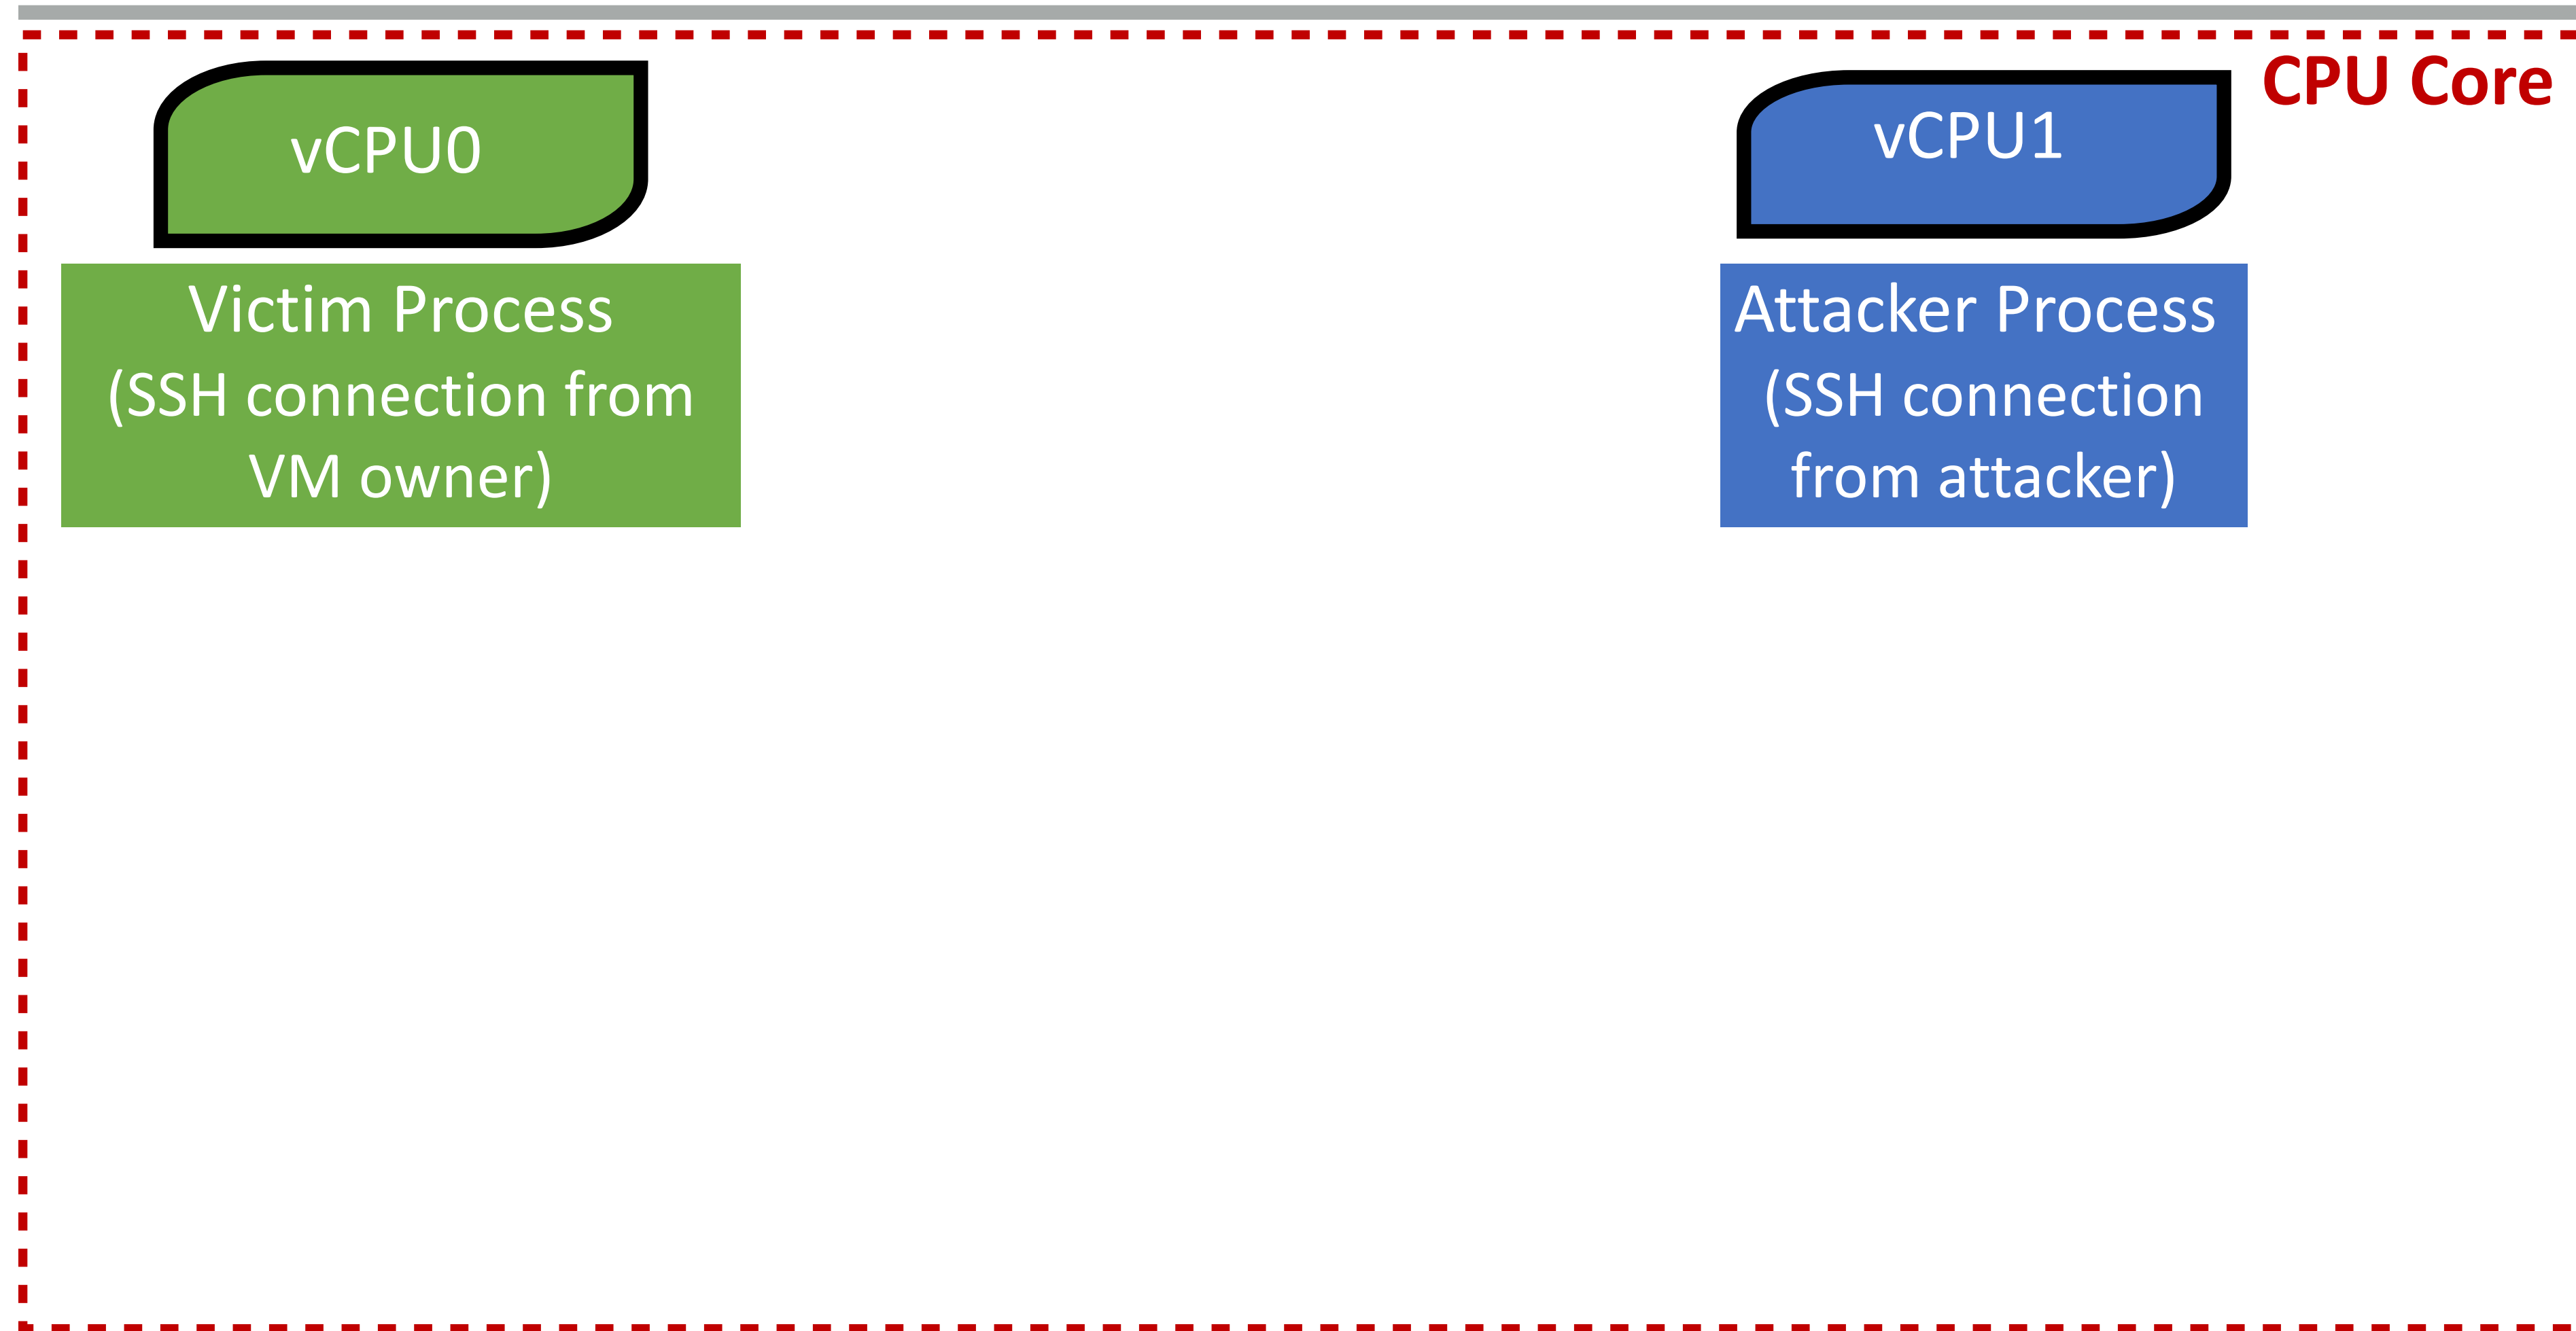 CPU Core
vCPU0
vCPU1
Victim Process
(SSH connection from
VM owner)
Attacker Process
(SSH connection
from attacker)